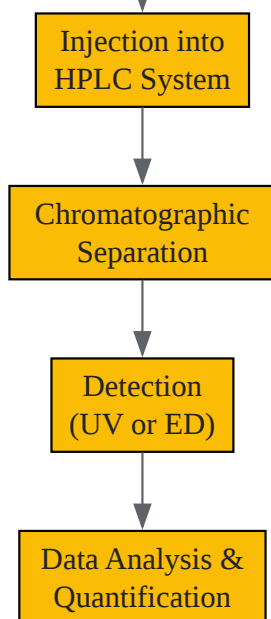 Injection into
HPLC System
Chromatographic
Separation
Detection
(UV or ED)
Data Analysis &
Quantification